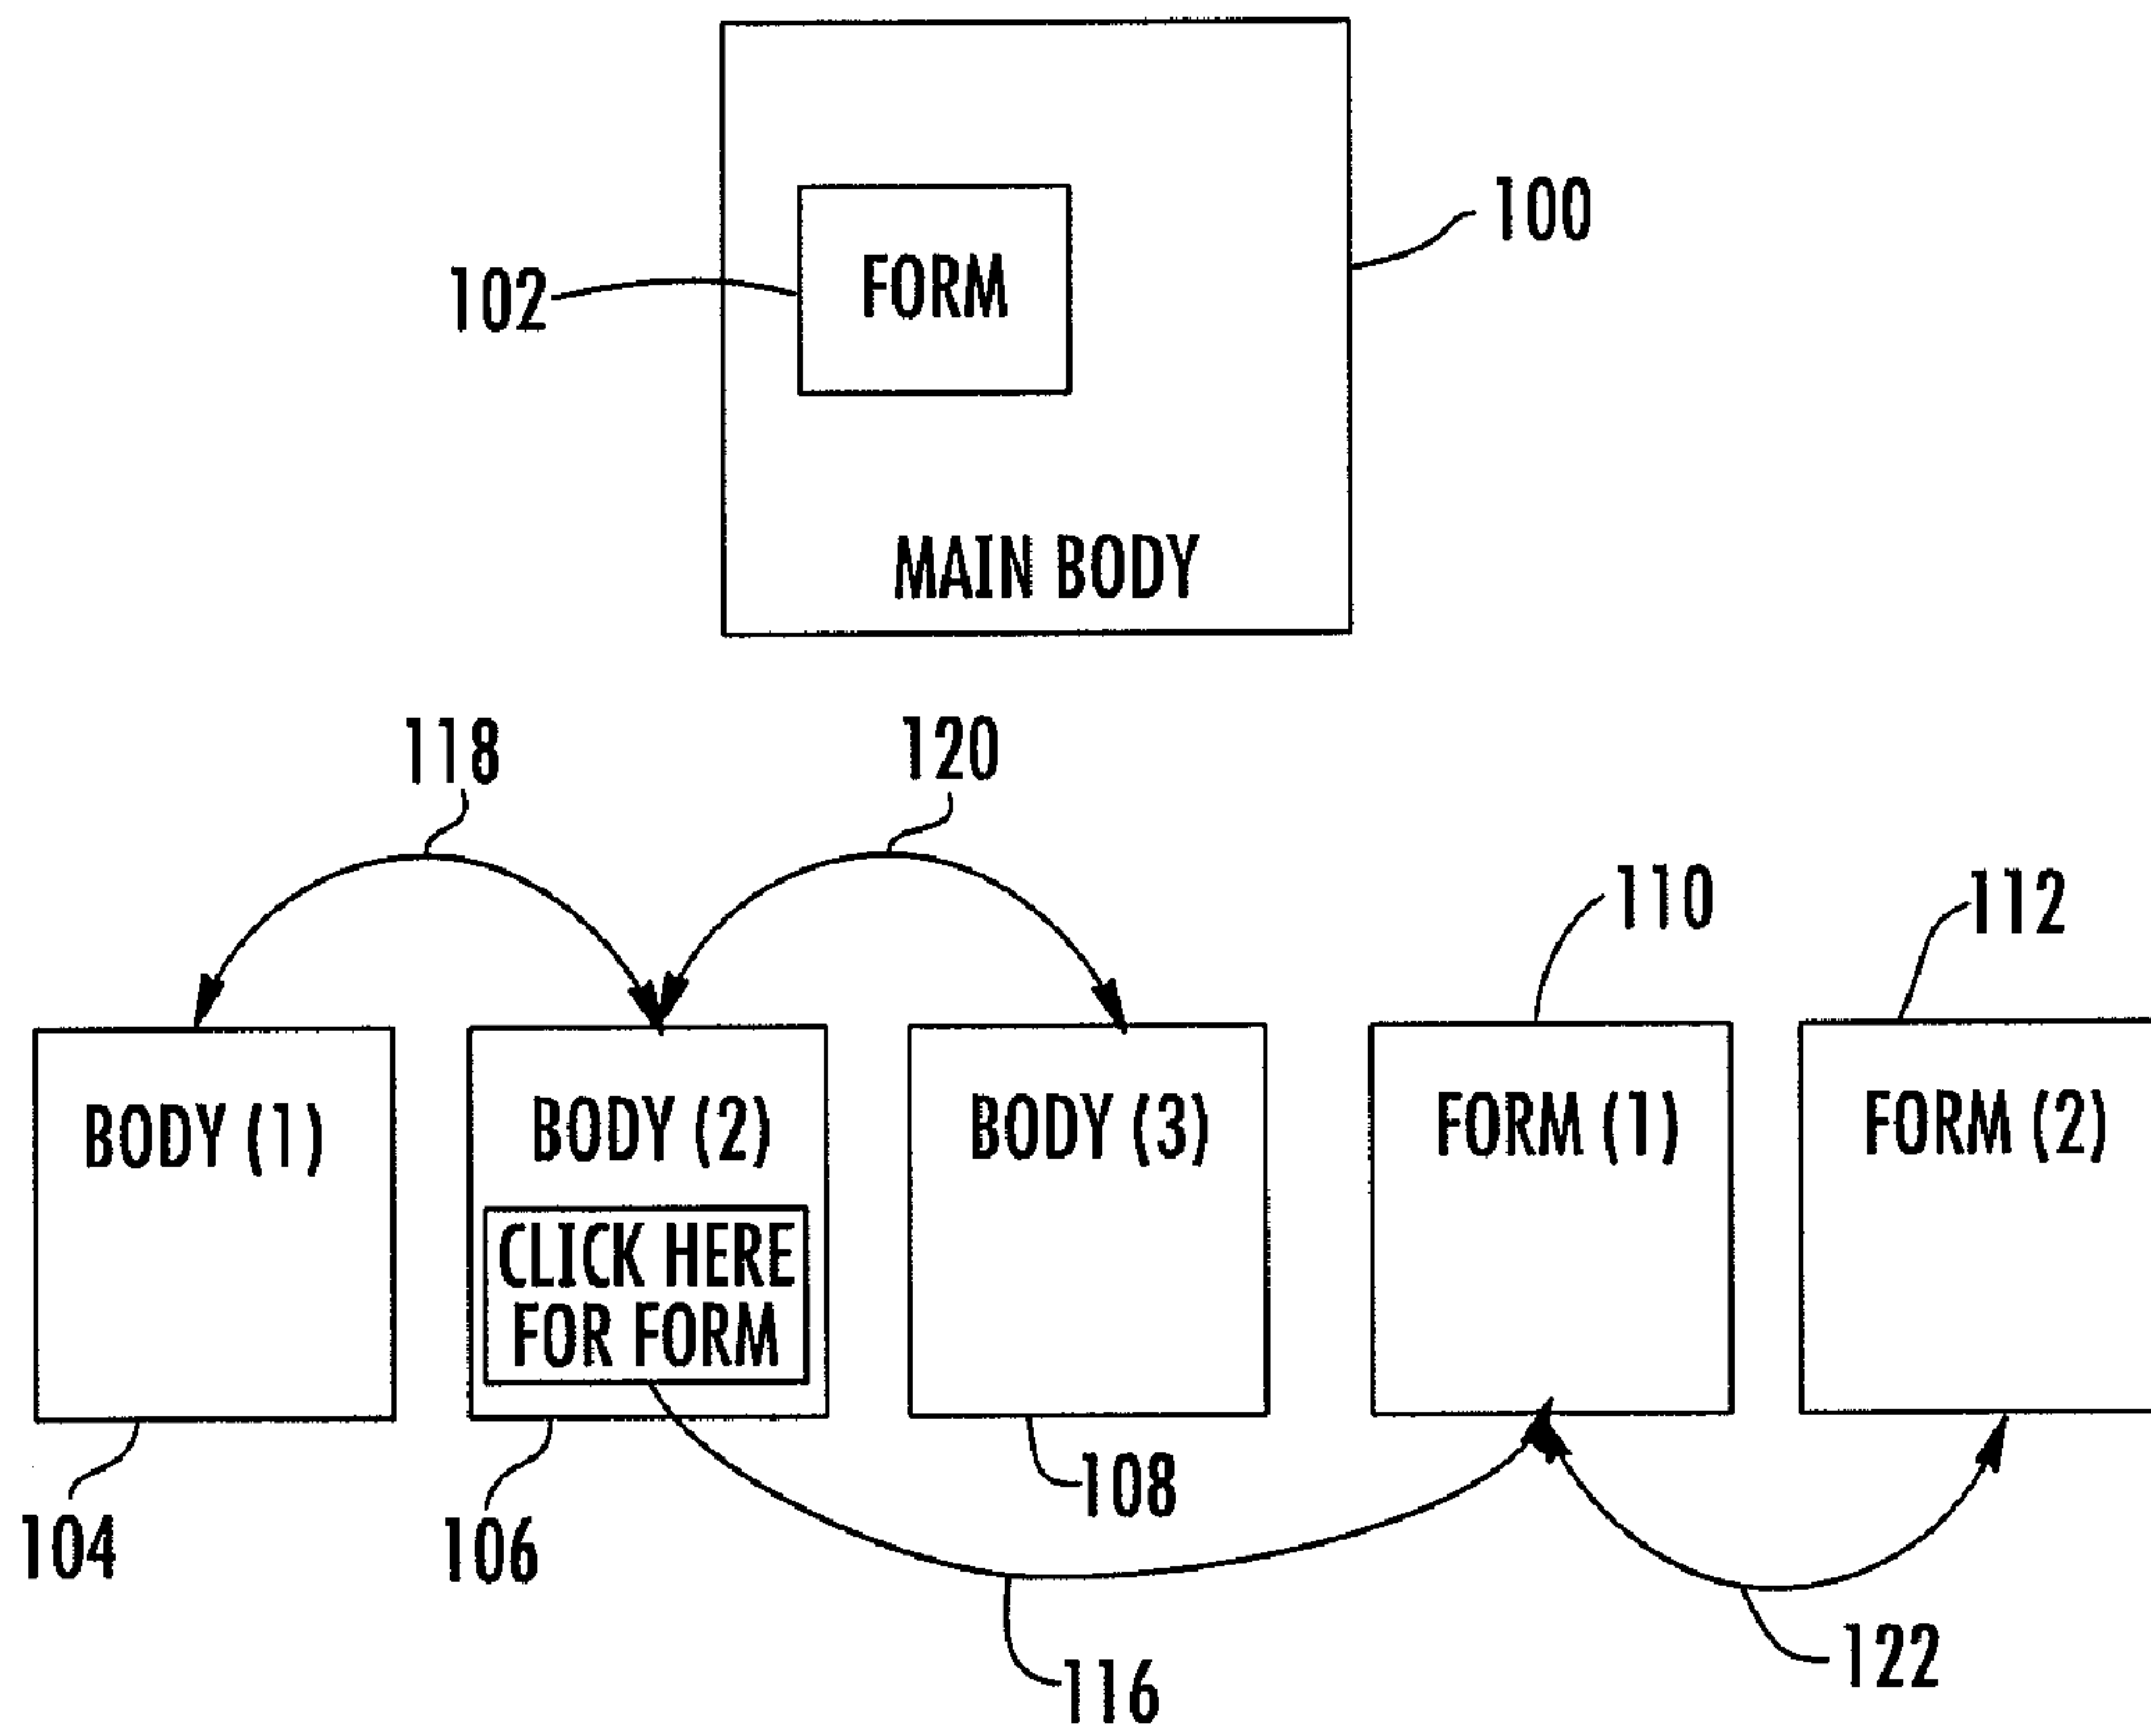 100
FORM
102
MAIN BODY
118
120
110
112
BODY (1)
BODY (2)
BODY (3)
FORM (1)
FORM (2)
CLICK HERE
FOR FORM
104
106
108
116
122